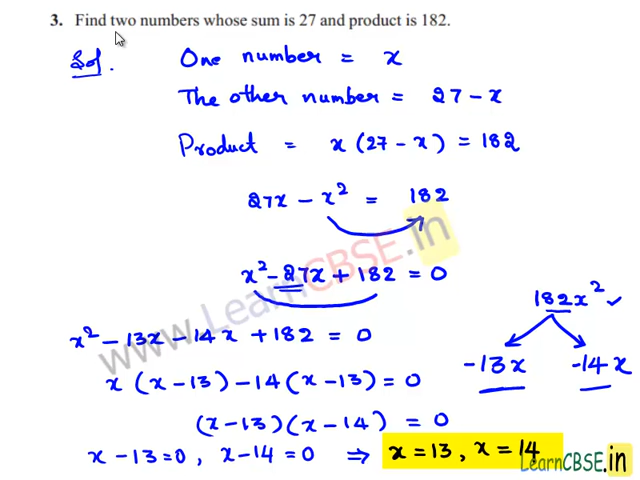 3. Find two numbers whose sum is 27 and product is 182.
Sol. One number = x
The other number = 27 - x
Product = x (27 - x) = 182
27x - x² = 182
x² - 27x + 182 = 0
182x² ✓
-13x -14x
x² - 13x - 14x + 182 = 0
x (x - 13) - 14 (x - 13) = 0
(x - 13) (x - 14) = 0
x - 13 = 0, x - 14 = 0 ⇒ x = 13, x = 14
www.LearnCBSE.in
LearnCBSE.in